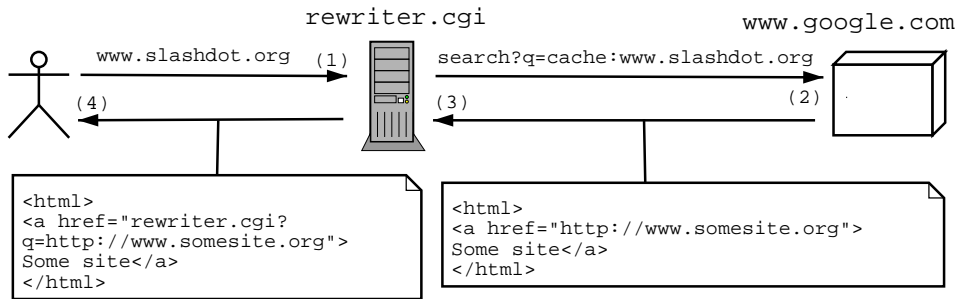 rewriter.cgi
www.google.com
www.slashdot.org (1)
search?q=cache:www.slashdot.org
(4)
(3)
(2)
<html>
<a href="rewriter.cgi?
q=http://www.somesite.org">
Some site</a>
</html>
<html>
<a href="http://www.somesite.org">
Some site</a>
</html>